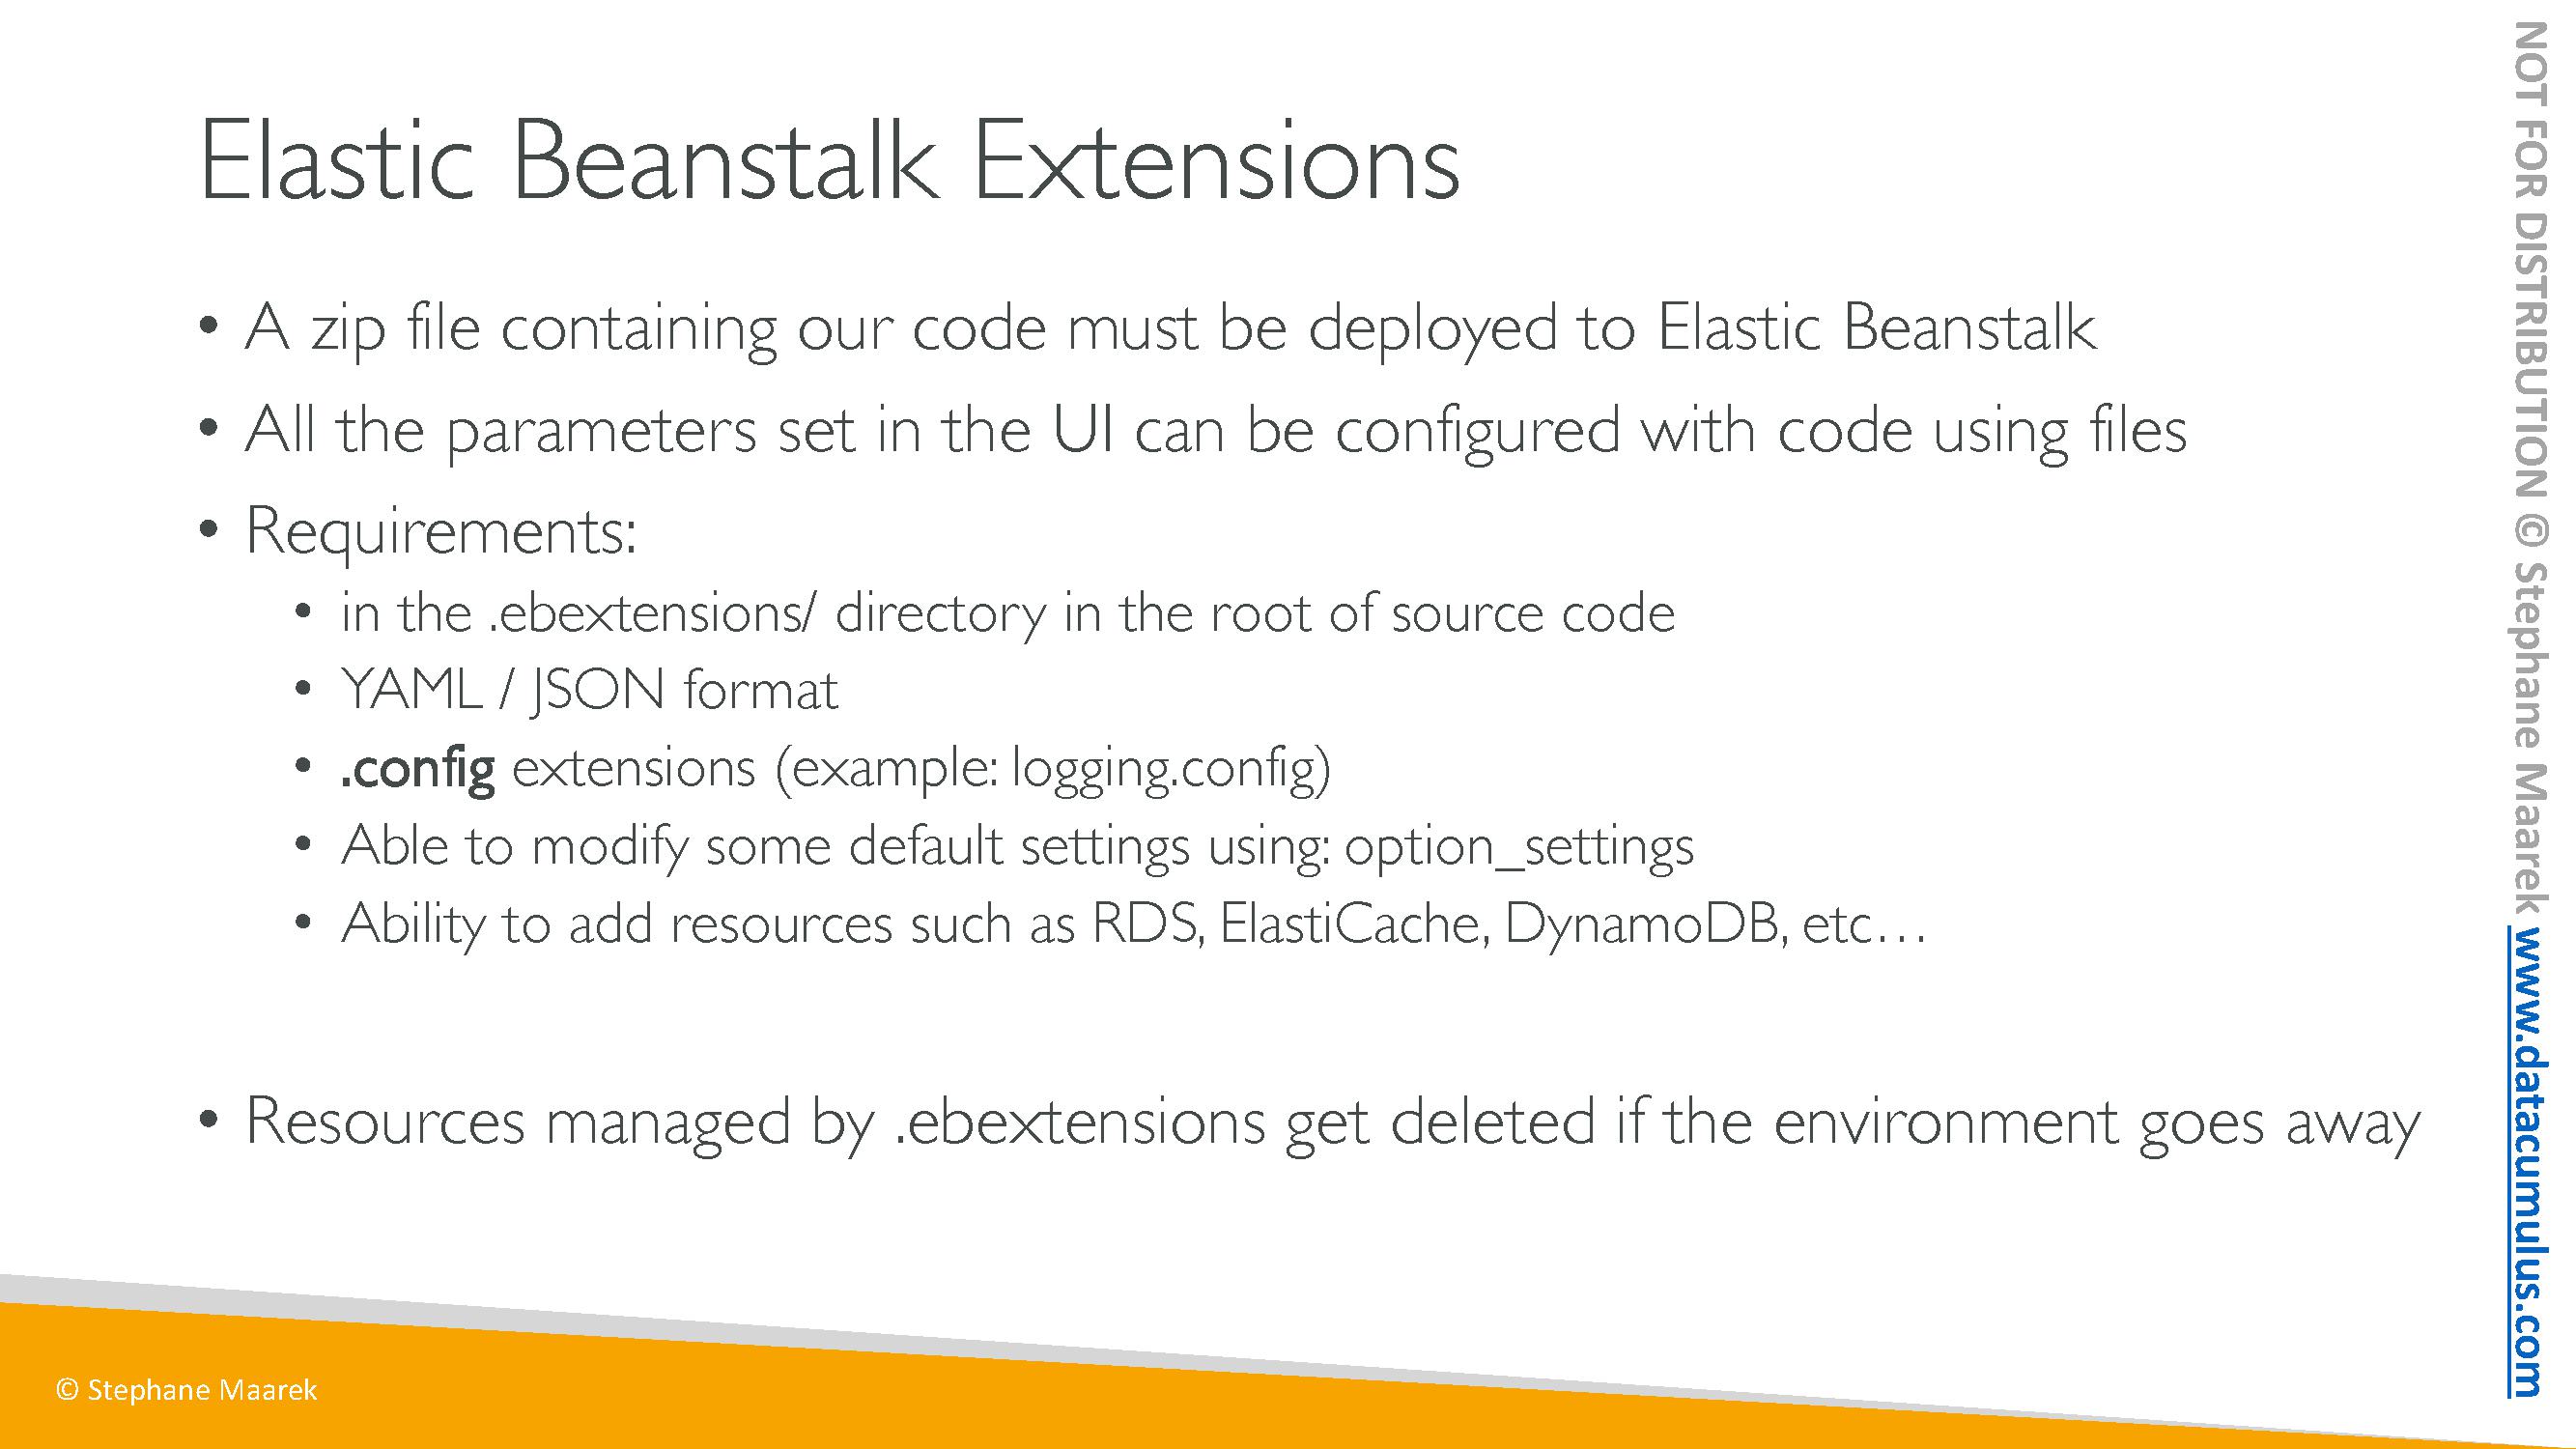 Elastic Beanstalk Extensions
• A zip file containing our code must be deployed to Elastic Beanstalk
• All the parameters set in the UI can be configured with code using files
• Requirements:
• in the .ebextensions/ directory in the root of source code
• YAML / JSON format
• .config extensions (example: logging.config)
• Able to modify some default settings using: option_settings
• Ability to add resources such as RDS, ElastiCache, DynamoDB, etc…
• Resources managed by .ebextensions get deleted if the environment goes away
© Stephane Maarek
NOT FOR DISTRIBUTION © Stephane Maarek www.datacumulus.com